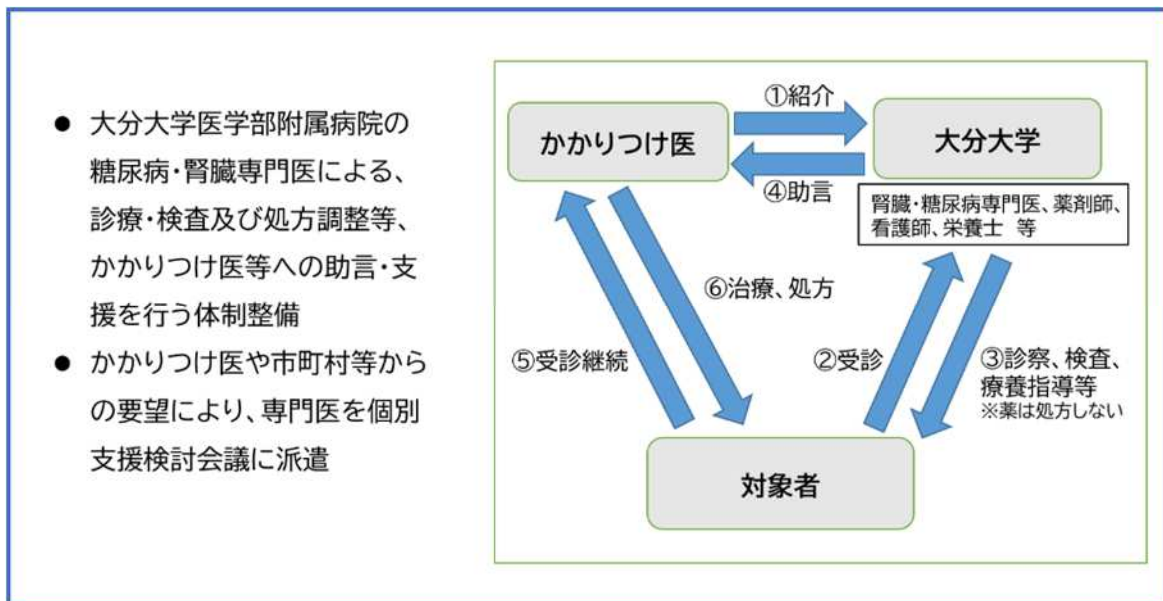 ● 大分大学医学部附属病院の
糖尿病・腎臓専門医による、
診療・検査及び処方調整等、
かかりつけ医等への助言・支
援を行う体制整備
● かかりつけ医や市町村等から
の要望により、専門医を個別
支援検討会議に派遣
①紹介
かかりつけ医
大分大学
④助言
腎臓・糖尿病専門医、薬剤師、
看護師、栄養士 等
⑥治療、処方
⑤受診継続
②受診
③診察、検査、
療養指導等
※薬は処方しない
対象者